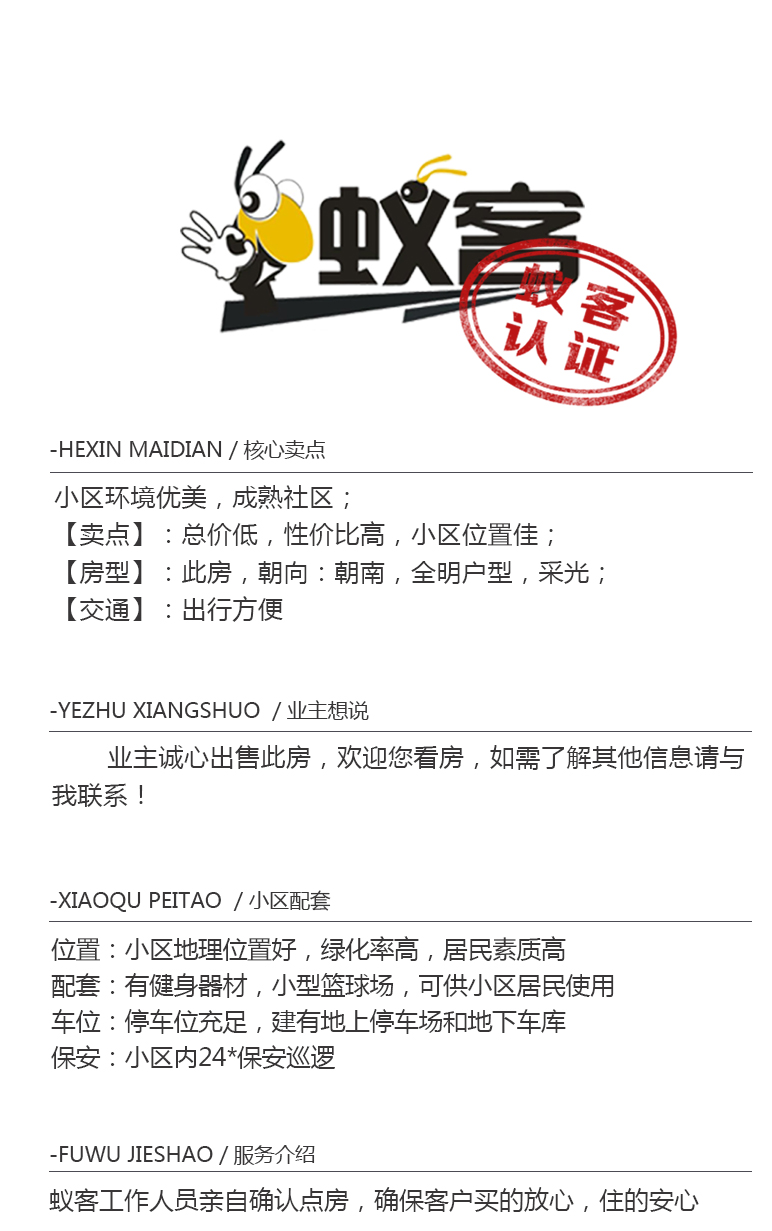 蚁客
蚁客
认证
-HEXIN MAIDIAN / 核心卖点
小区环境优美，成熟社区；
【卖点】：总价低，性价比高，小区位置佳；
【房型】：此房，朝向：朝南，全明户型，采光；
【交通】：出行方便
-YEZHU XIANGSHUO / 业主想说
业主诚心出售此房，欢迎您看房，如需了解其他信息请与
我联系！
-XIAOQU PEITAO / 小区配套
位置：小区地理位置好，绿化率高，居民素质高
配套：有健身器材，小型篮球场，可供小区居民使用
车位：停车位充足，建有地上停车场和地下车库
保安：小区内24*保安巡逻
-FUWU JIESHAO / 服务介绍
蚁客工作人员亲自确认点房，确保客户买的放心，住的安心